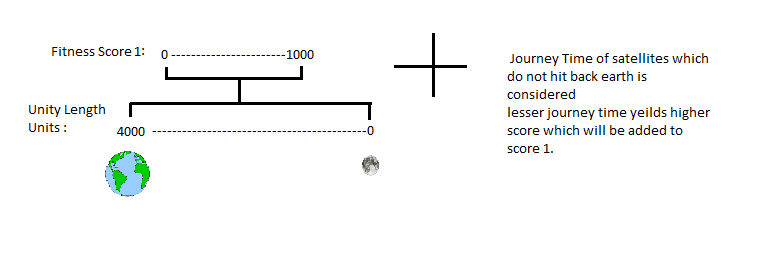 Fitness Score 1: 0 ------------------------1000
Unity Length
Units : 4000 ---------------------------------------------0
Journey Time of satellites which
do not hit back earth is
considered
lesser journey time yeilds higher
score which will be added to
score 1.